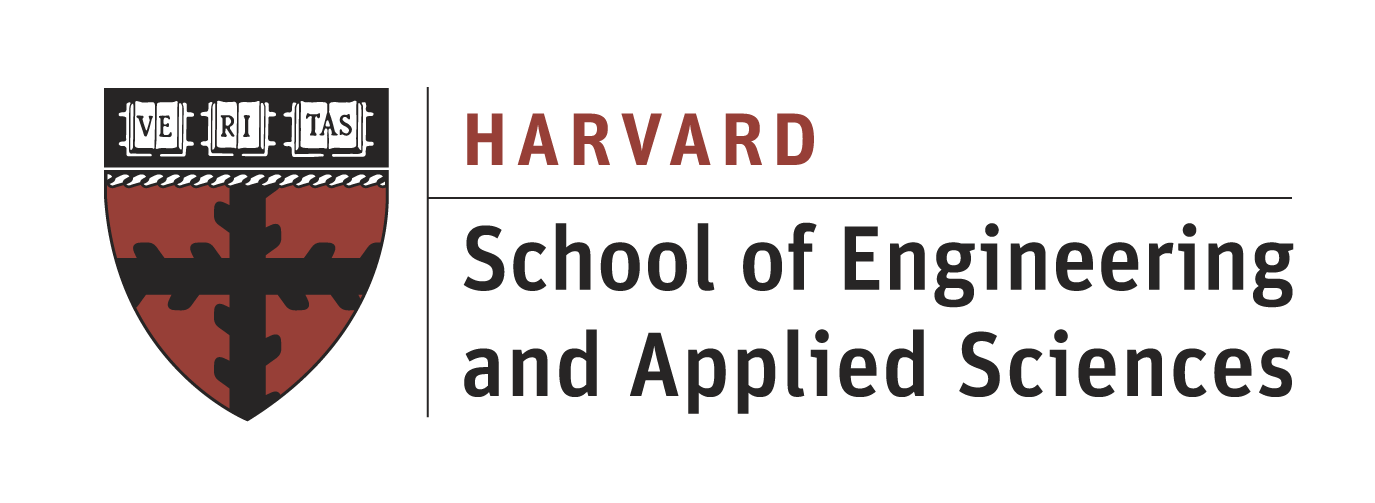 VE RI TAS
HARVARD
School of Engineering
and Applied Sciences